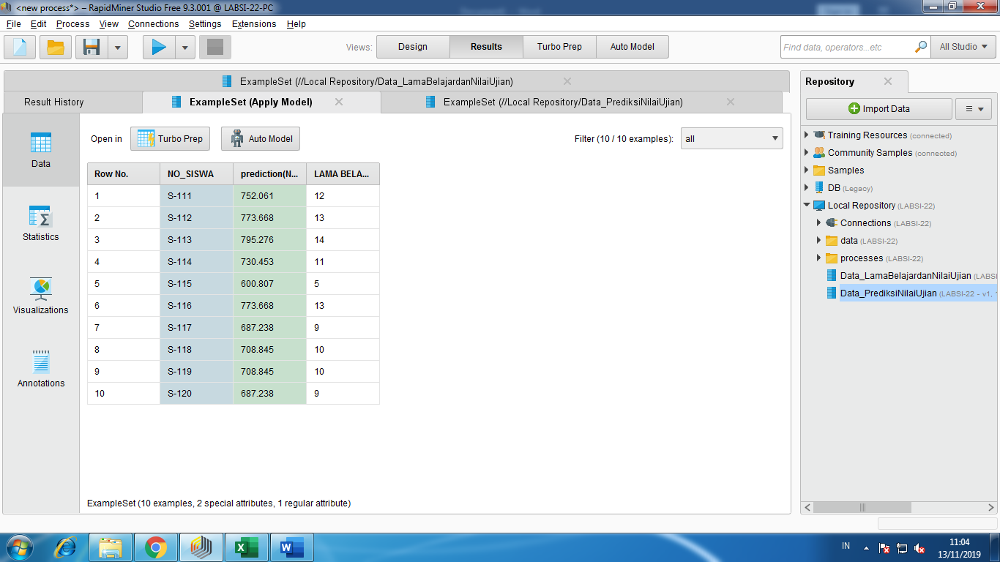 <new process*> – RapidMiner Studio Free 9.3.001 @ LABSI-22-PC
File Edit Process View Connections Settings Extensions Help
Views: Design Results Turbo Prep Auto Model
Find data, operators...etc All Studio
ExampleSet (//Local Repository/Data_LamaBelajardanNilaiUjian)
Result History ExampleSet (Apply Model) ExampleSet (//Local Repository/Data_PrediksiNilaiUjian)
Data
Statistics
Visualizations
Annotations
Open in Turbo Prep Auto Model Filter (10 / 10 examples): all
Row No. NO_SISWA prediction(N... LAMA BELA...
1 S-111 752.061 12
2 S-112 773.668 13
3 S-113 795.276 14
4 S-114 730.453 11
5 S-115 600.807 5
6 S-116 773.668 13
7 S-117 687.238 9
8 S-118 708.845 10
9 S-119 708.845 10
10 S-120 687.238 9
ExampleSet (10 examples, 2 special attributes, 1 regular attribute)
Repository
Import Data
Training Resources (connected)
Community Samples (connected)
Samples
DB (Legacy)
Local Repository (LABSI-22)
Connections (LABSI-22)
data (LABSI-22)
processes (LABSI-22)
Data_LamaBelajardanNilaiUjian (LABSI
Data_PrediksiNilaiUjian (LABSI-22 - v1,
IN 11:04
13/11/2019